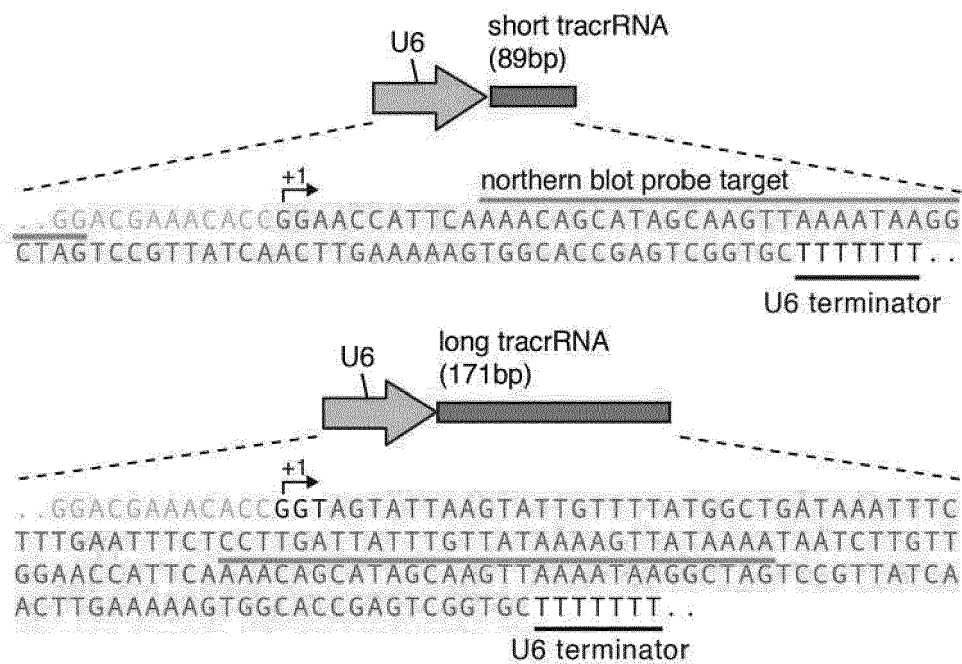 U6
short tracrRNA
(89bp)
+1
northern blot probe target
..GGACGAAACACCGGAACCATTCAAAACAGCATAGCAAGTTAAAATAAGG
CTAGTCCGTTATCAACTTGAAAAAGTGGCACCGAGTCGGTGCTTTTTTT..
U6 terminator
U6
long tracrRNA
(171bp)
+1
..GGACGAAACACCGGTAGTATTAAGTATTGTTTTATGGCTGATAAATTTC
TTTGAATTTCTCCTTGATTATTTGTTATAAAAGTTATAAAATAATCTTGTT
GGAACCATTCAAAACAGCATAGCAAGTTAAAATAAGGCTAGTCCGTTATCA
ACTTGAAAAAGTGGCACCGAGTCGGTGCTTTTTTT..
U6 terminator